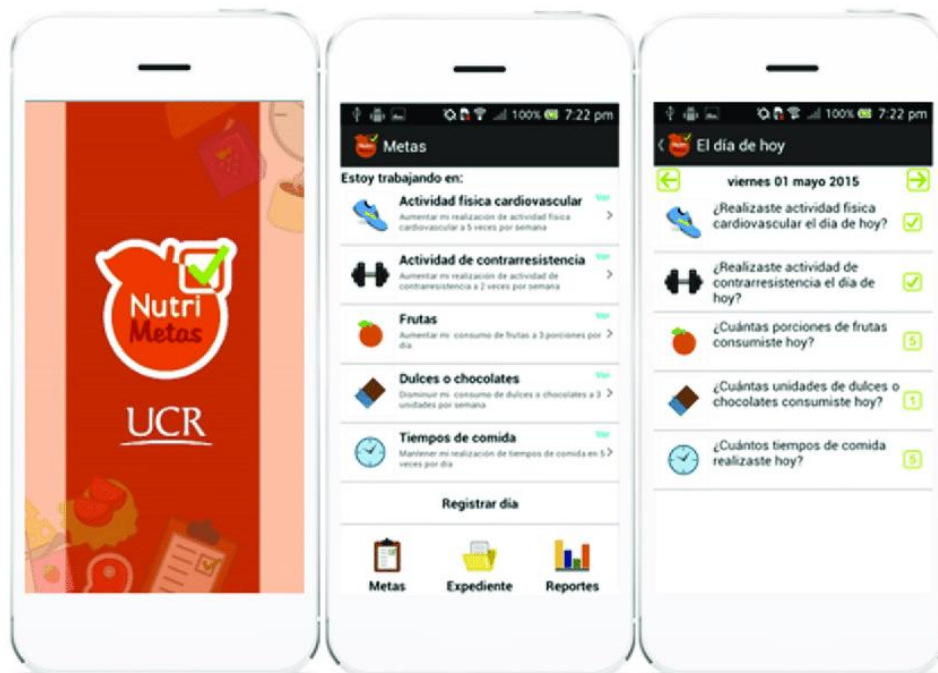 Nutri
Metas
UCR
100% 7:22 pm
Metas
Estoy trabajando en:
Actividad física cardiovascular
Ver
Aumentar mi realización de actividad física
cardiovascular a 5 veces por semana
Actividad de contrarresistencia
Ver
Aumentar mi realización de actividad de
contrarresistencia a 2 veces por semana
Frutas
Ver
Aumentar mi consumo de frutas a 3 porciones por
día
Dulces o chocolates
Ver
Disminuir mi consumo de dulces o chocolates a 3
unidades por semana
Tiempos de comida
Ver
Mantener mi realización de tiempos de comida en 5
veces por día
Registrar día
Metas
Expediente
Reportes
100% 7:22 pm
El día de hoy
viernes 01 mayo 2015
¿Realizaste actividad física
cardiovascular el día de hoy?
¿Realizaste actividad de
contrarresistencia el día de
hoy?
¿Cuántas porciones de frutas
consumiste hoy?
5
¿Cuántas unidades de dulces o
chocolates consumiste hoy?
1
¿Cuántos tiempos de comida
realizaste hoy?
5